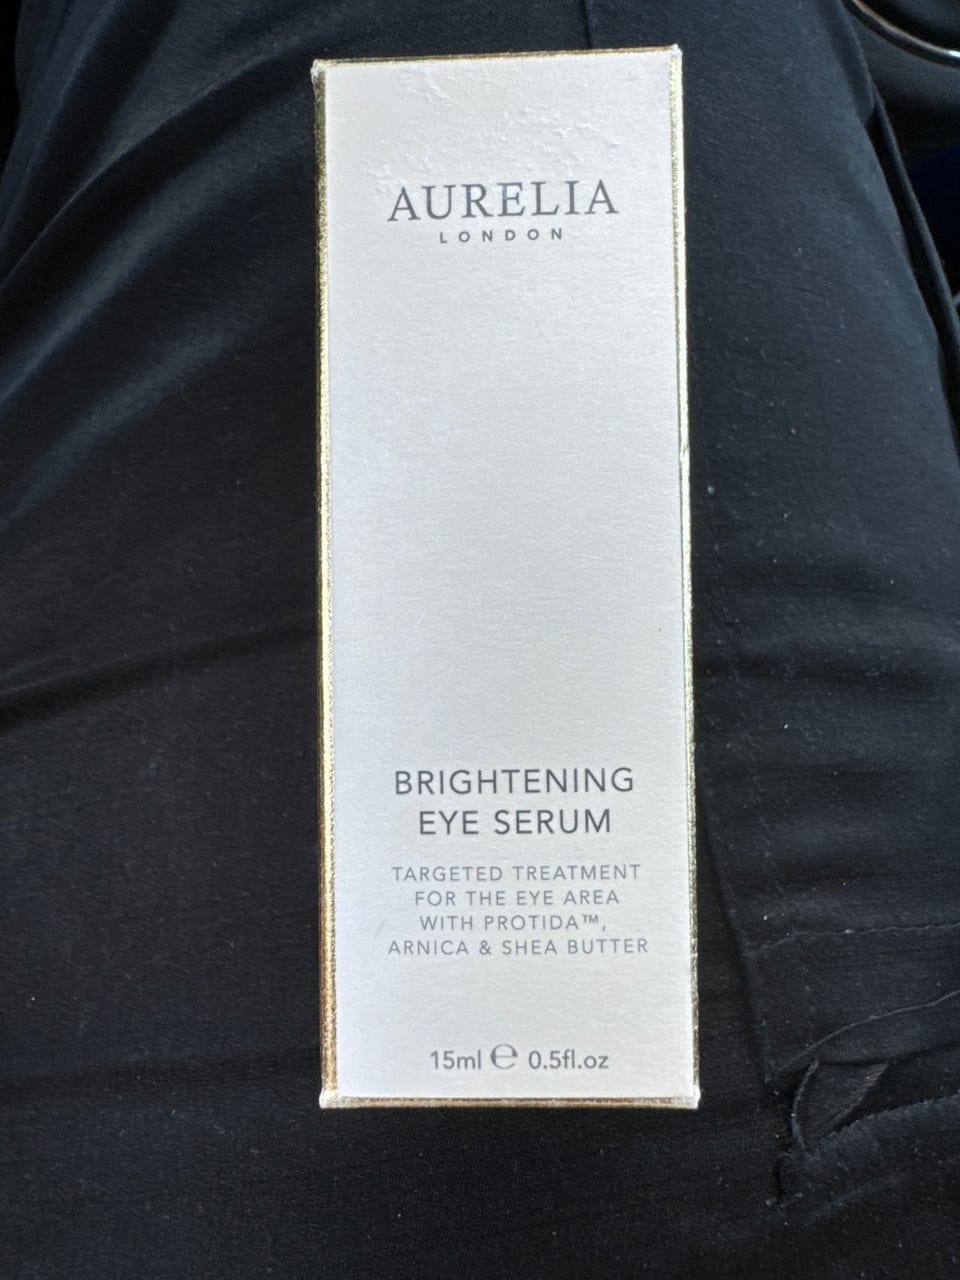 AURELIA
LONDON
BRIGHTENING
EYE SERUM
TARGETED TREATMENT
FOR THE EYE AREA
WITH PROTIDA™,
ARNICA & SHEA BUTTER
15ml ℮ 0.5fl.oz